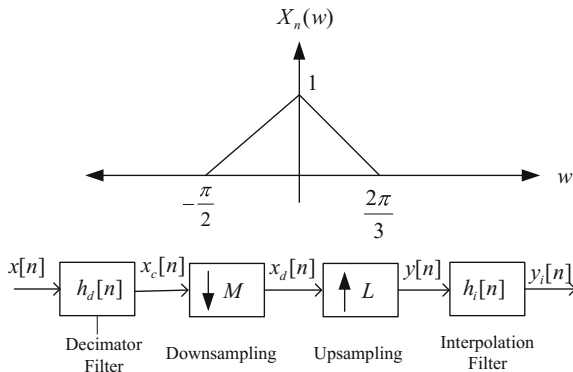 X_n(w)
1
-π/2
2π/3
w
x[n]
x_c[n]
x_d[n]
y[n]
y_i[n]
h_d[n]
↓ M
↑ L
h_i[n]
Decimator
Filter
Downsampling
Upsampling
Interpolation
Filter